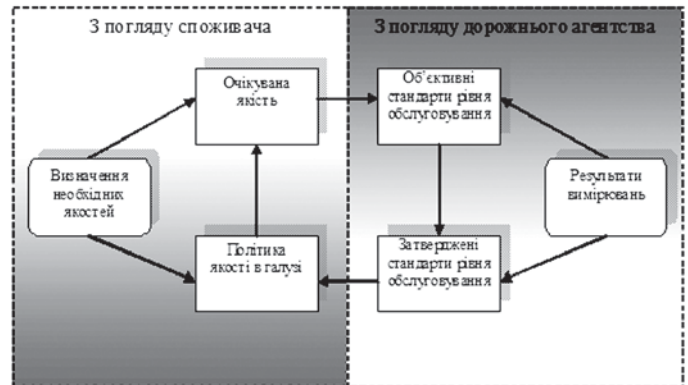 З погляду споживача
З погляду дорожнього агентства
Очікувана
якість
Об'єктивні
стандарти рівня
обслуговування
Визначення
необхідних
якостей
Результати
вимірювань
Політика
якості в галузі
Затверджені
стандарти рівня
обслуговування